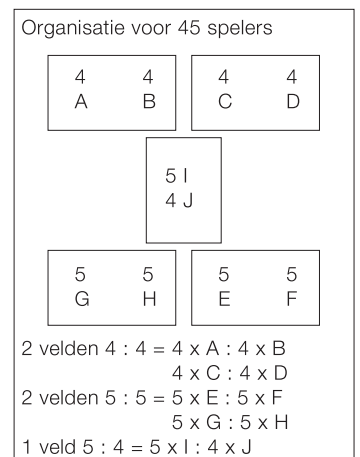 Organisatie voor 45 spelers
4 4 4 4
A B C D
5 I
4 J
5 5 5 5
G H E F
2 velden 4 : 4 = 4 x A : 4 x B
4 x C : 4 x D
2 velden 5 : 5 = 5 x E : 5 x F
5 x G : 5 x H
1 veld 5 : 4 = 5 x I : 4 x J